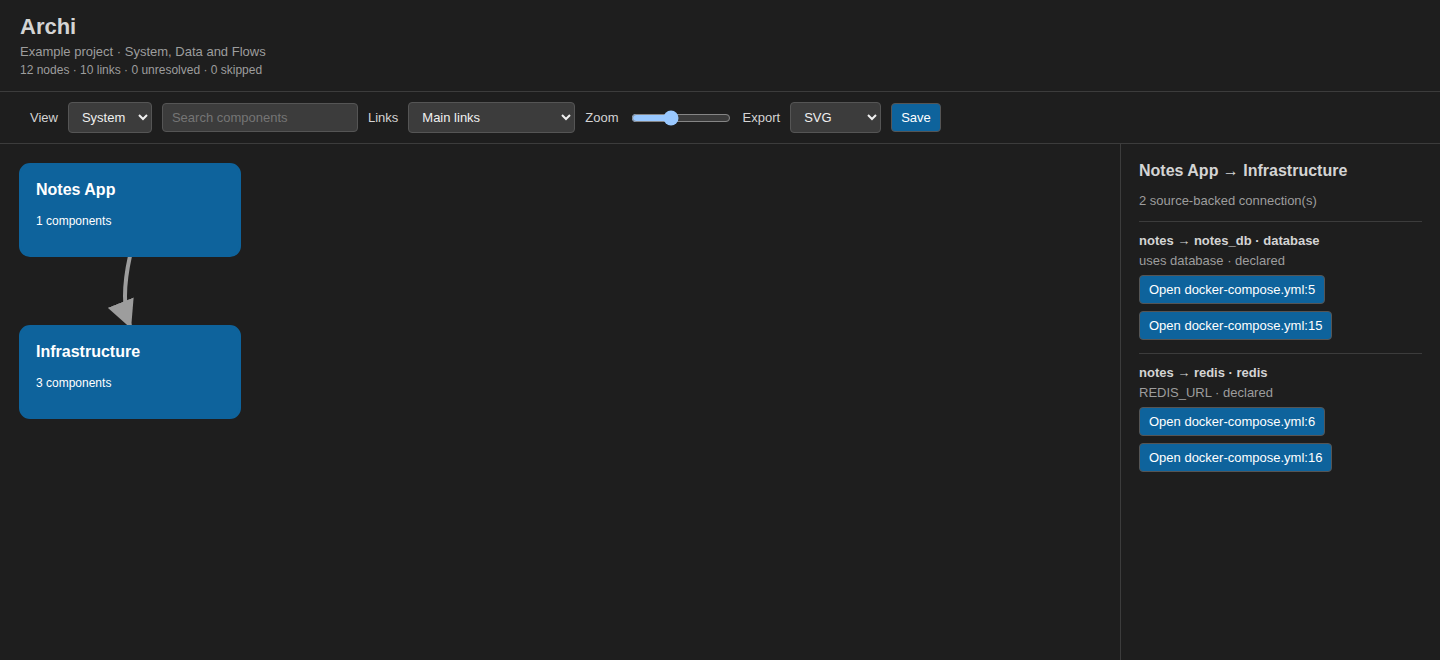 Archi
Example project · System, Data and Flows
12 nodes · 10 links · 0 unresolved · 0 skipped
View System Search components Links Main links Zoom Export SVG Save
Notes App
1 components
Infrastructure
3 components
Notes App → Infrastructure
2 source-backed connection(s)
notes → notes_db · database
uses database · declared
Open docker-compose.yml:5
Open docker-compose.yml:15
notes → redis · redis
REDIS_URL · declared
Open docker-compose.yml:6
Open docker-compose.yml:16